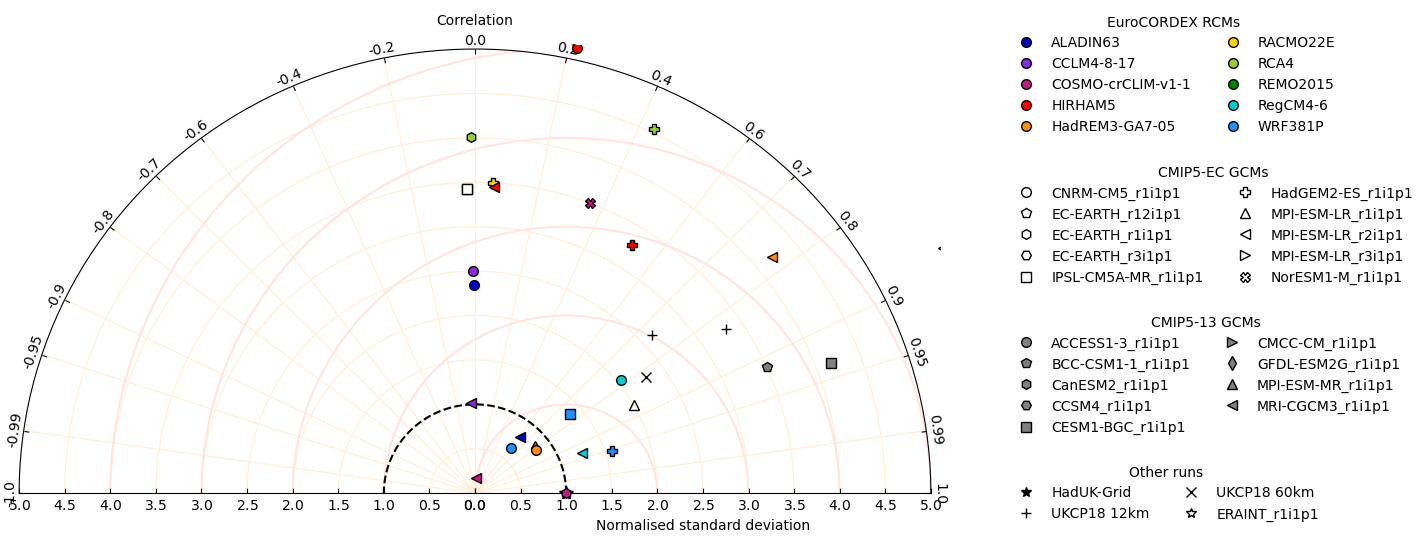 Correlation
0.0
-0.2
0.2
-0.4
0.4
-0.6
0.6
-0.7
0.7
-0.8
0.8
-0.9
0.9
-0.95
0.95
-0.99
0.99
-1.0
1.0
5.0 4.5 4.0 3.5 3.0 2.5 2.0 1.5 1.0 0.5 0.0 0.5 1.0 1.5 2.0 2.5 3.0 3.5 4.0 4.5 5.0
Normalised standard deviation
EuroCORDEX RCMs
ALADIN63 RACMO22E
CCLM4-8-17 RCA4
COSMO-crCLIM-v1-1 REMO2015
HIRHAM5 RegCM4-6
HadREM3-GA7-05 WRF381P
CMIP5-EC GCMs
CNRM-CM5_r1i1p1 HadGEM2-ES_r1i1p1
EC-EARTH_r12i1p1 MPI-ESM-LR_r1i1p1
EC-EARTH_r1i1p1 MPI-ESM-LR_r2i1p1
EC-EARTH_r3i1p1 MPI-ESM-LR_r3i1p1
IPSL-CM5A-MR_r1i1p1 NorESM1-M_r1i1p1
CMIP5-13 GCMs
ACCESS1-3_r1i1p1 CMCC-CM_r1i1p1
BCC-CSM1-1_r1i1p1 GFDL-ESM2G_r1i1p1
CanESM2_r1i1p1 MPI-ESM-MR_r1i1p1
CCSM4_r1i1p1 MRI-CGCM3_r1i1p1
CESM1-BGC_r1i1p1
Other runs
HadUK-Grid UKCP18 60km
UKCP18 12km ERAINT_r1i1p1